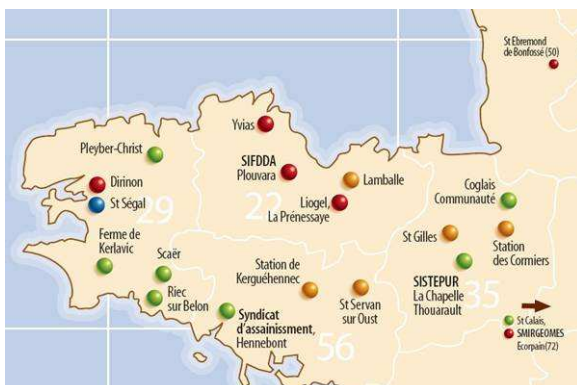 St Ebremond
de Bonfossé (50)
Yvias
Pleyber-Christ
SIFDDA
Plouvara
Lamballe
Dirinon
St Ségal
29
22
Liogel,
La Prénessaye
Coglais
Communauté
Ferme de
Kerlavic
Scaër
St Gilles
Station
des Cormiers
Station de
Kerguéhennec
SISTEPUR
La Chapelle
Thouarault
35
Riec
sur Belon
St Servan
sur Oust
Syndicat
d'assainissment,
Hennebont
56
St Calais,
SMIRGEOMES
Ecorpain (72)